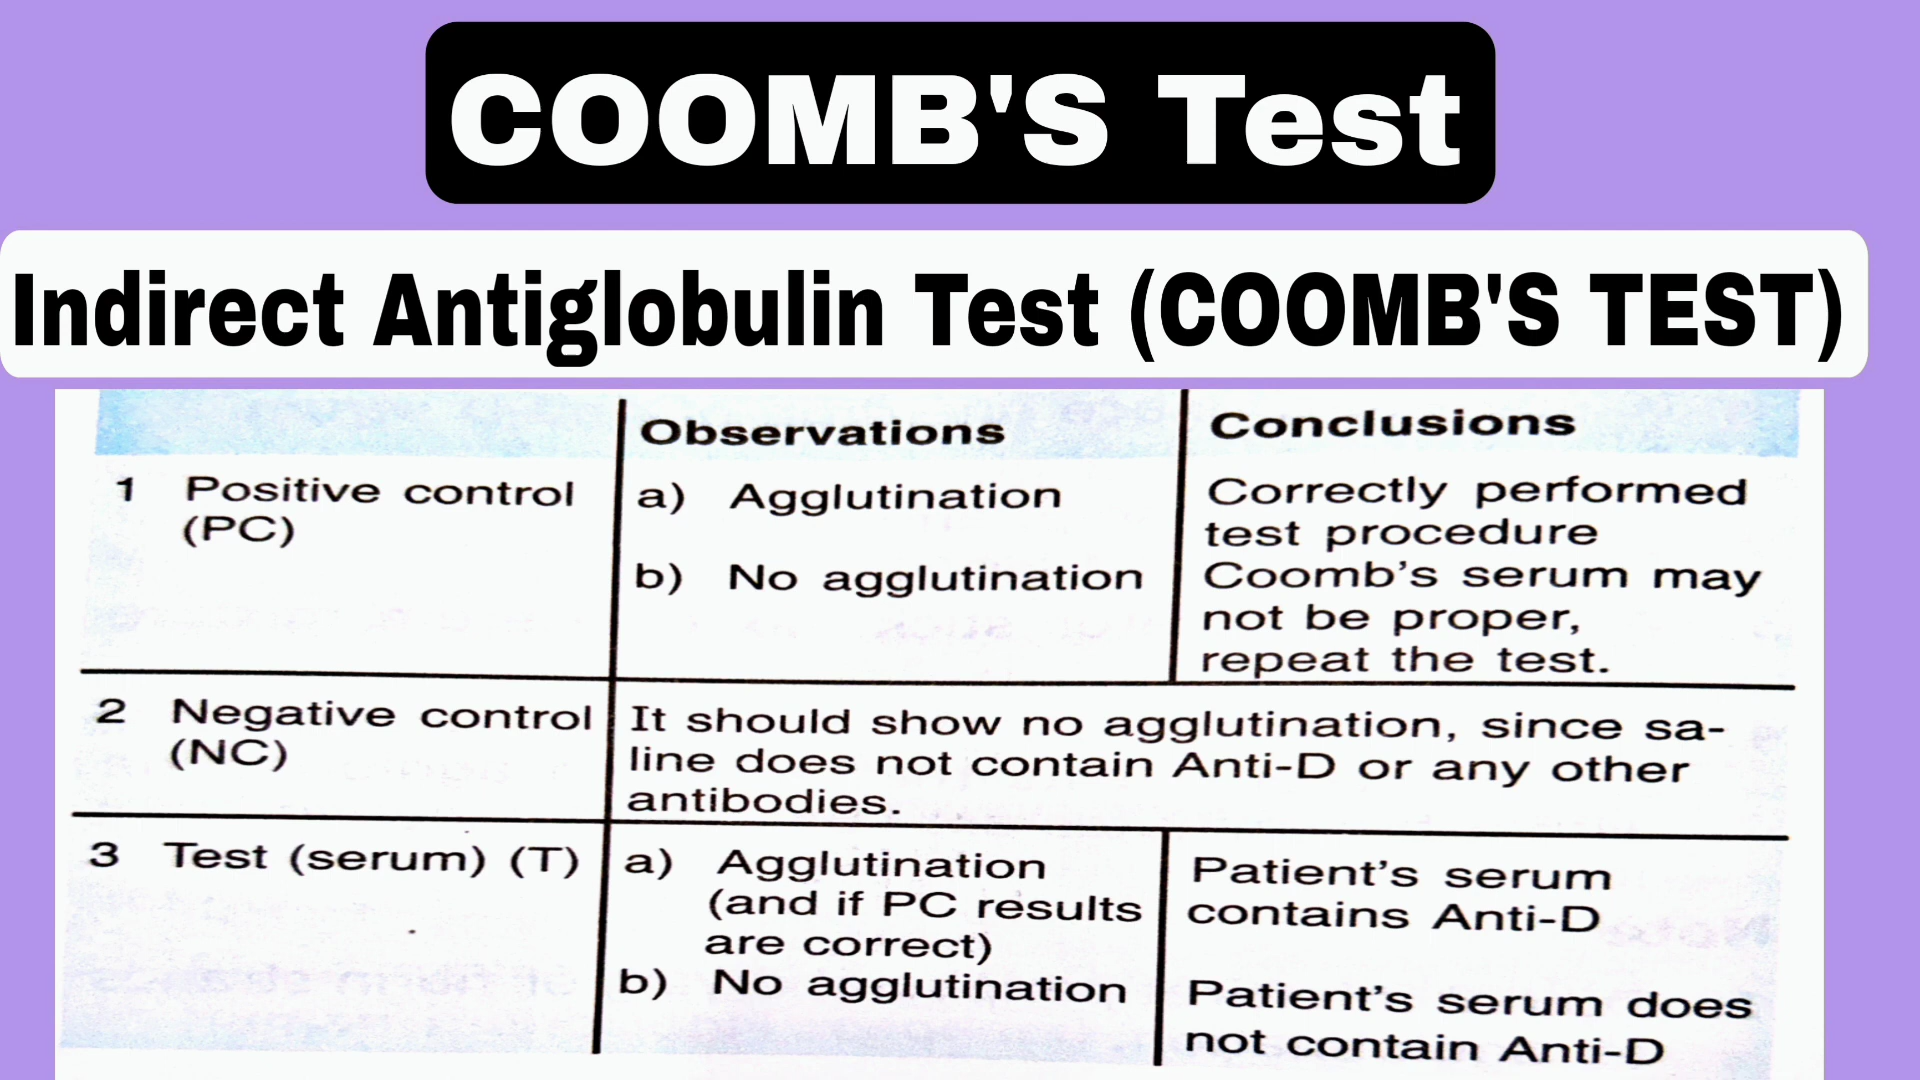 COOMB'S Test
Indirect Antiglobulin Test (COOMB'S TEST)
Observations
Conclusions
1 Positive control
(PC)
a) Agglutination
b) No agglutination
Correctly performed
test procedure
Coomb's serum may
not be proper,
repeat the test.
2 Negative control
(NC)
It should show no agglutination, since sa-
line does not contain Anti-D or any other
antibodies.
3 Test (serum) (T)
a) Agglutination
(and if PC results
are correct)
b) No agglutination
Patient's serum
contains Anti-D
Patient's serum does
not contain Anti-D